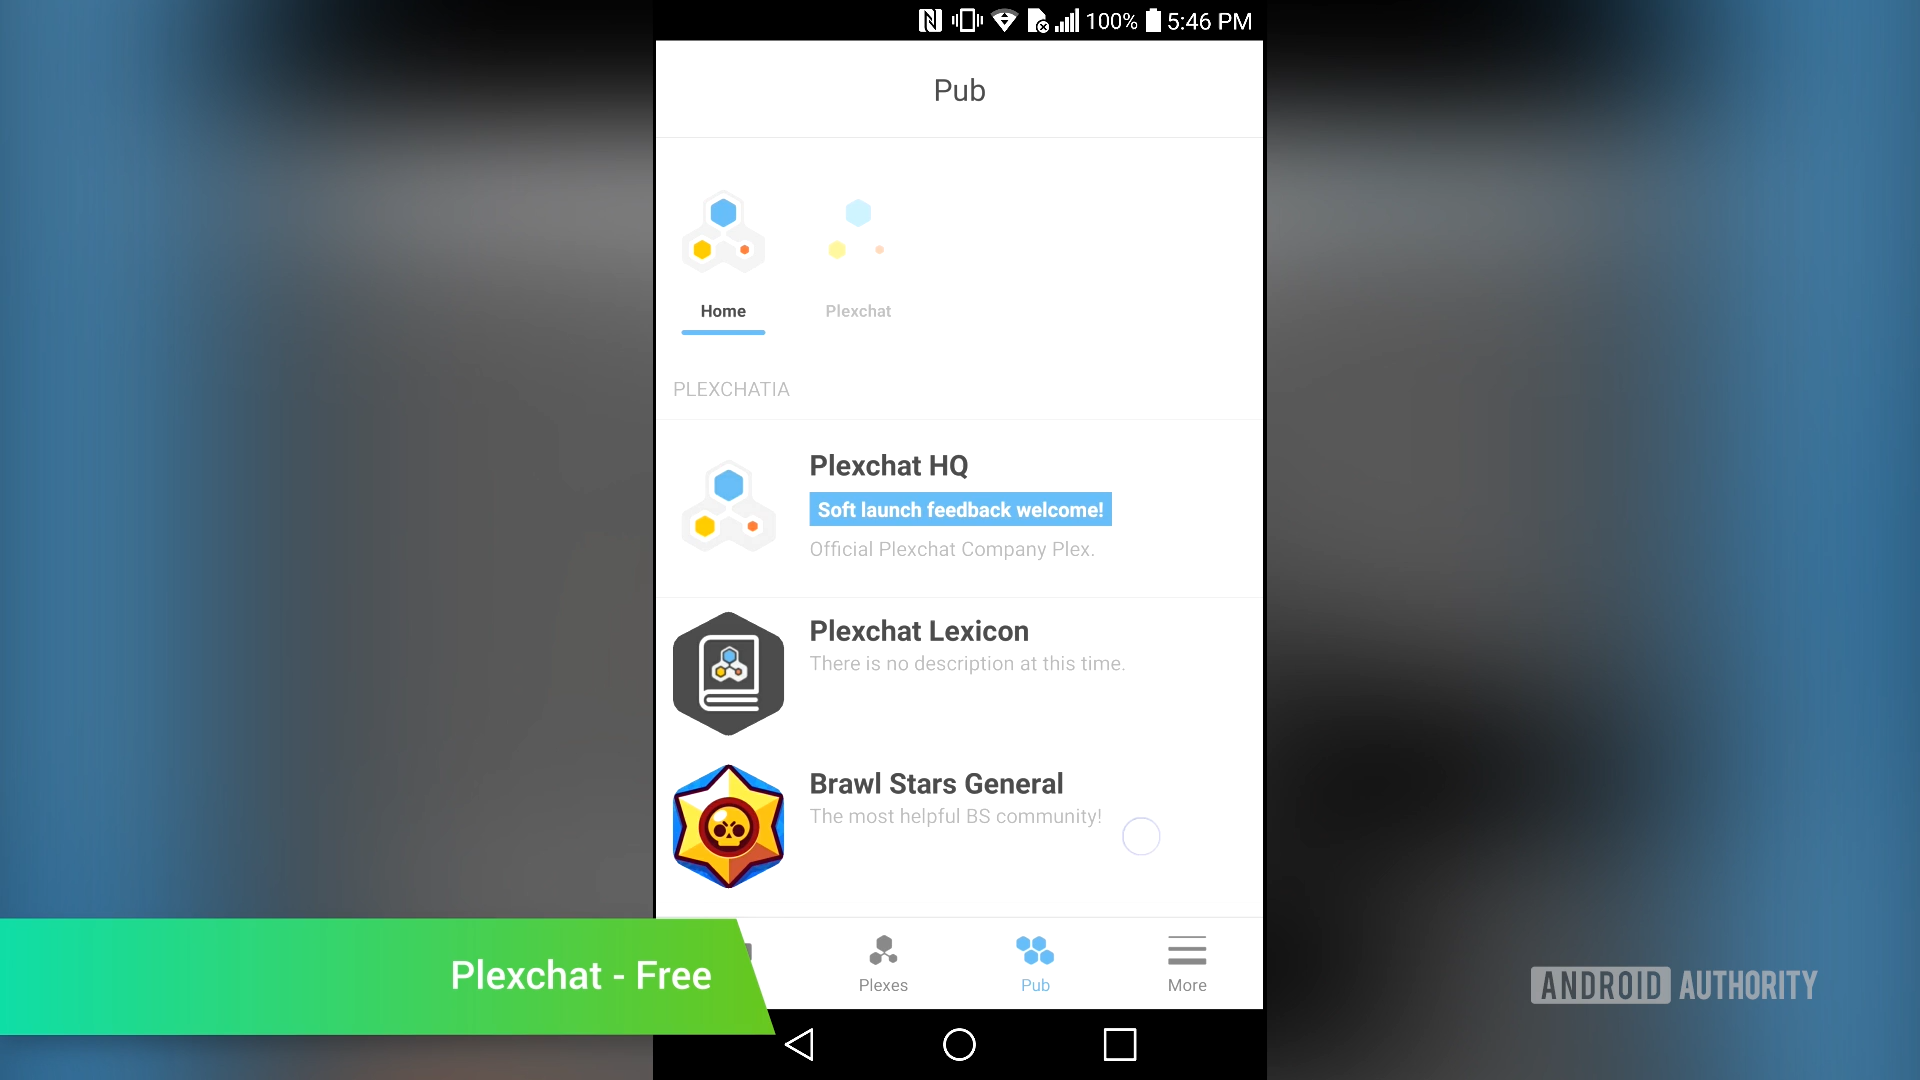 100% 5:46 PM
Pub
Home
Plexchat
PLEXCHATIA
Plexchat HQ
Soft launch feedback welcome!
Official Plexchat Company Plex.
Plexchat Lexicon
There is no description at this time.
Brawl Stars General
The most helpful BS community!
Plexes
Pub
More
Plexchat - Free
ANDROID AUTHORITY